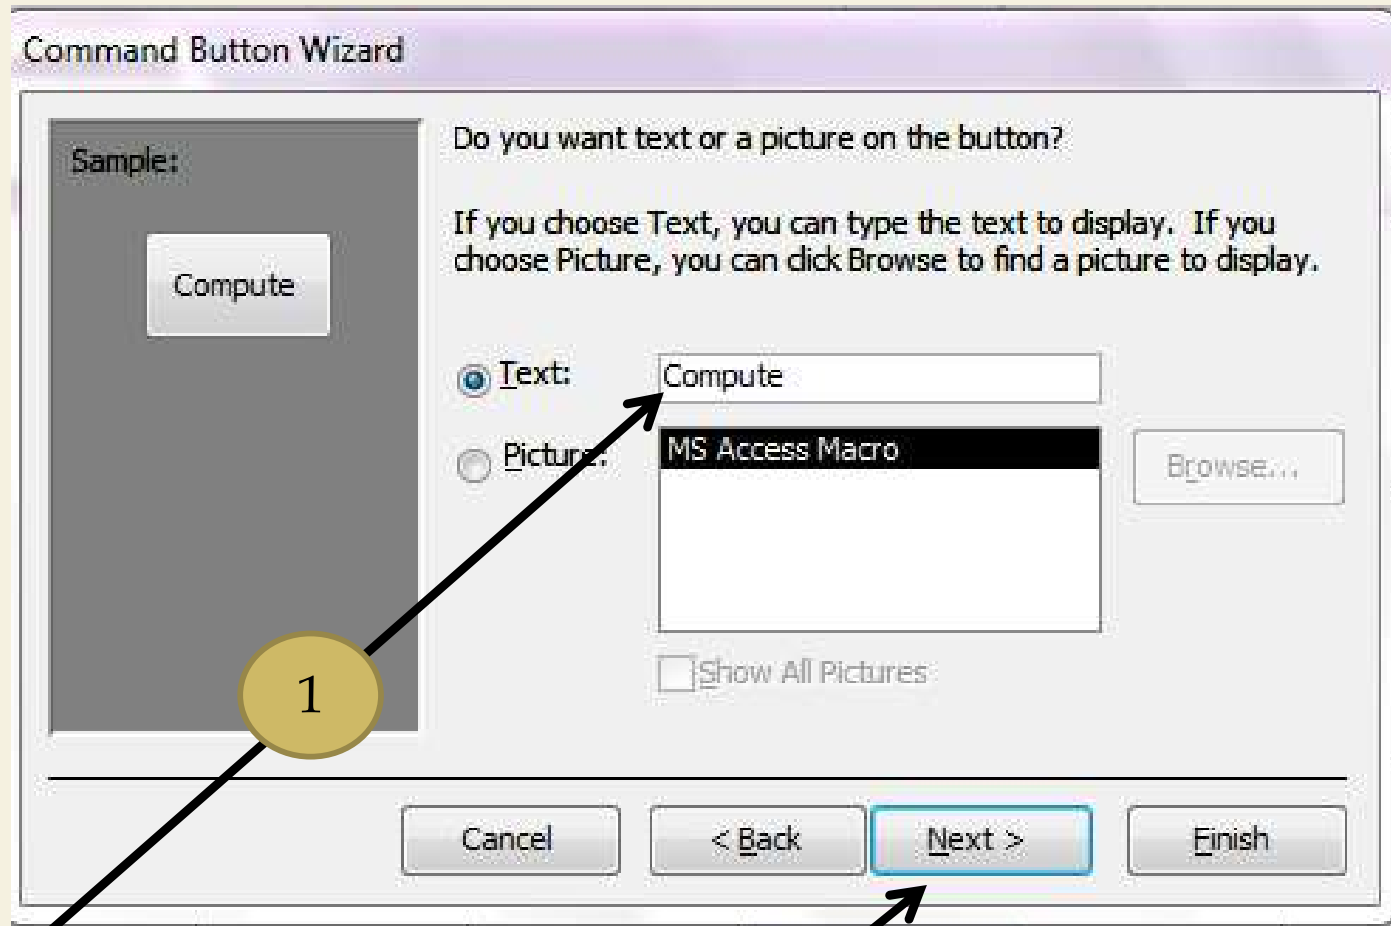 Command Button Wizard
Sample:
Compute
Do you want text or a picture on the button?
If you choose Text, you can type the text to display. If you
choose Picture, you can click Browse to find a picture to display.
Text:
Compute
Picture:
MS Access Macro
Browse...
Show All Pictures
1
Cancel
< Back
Next >
Finish